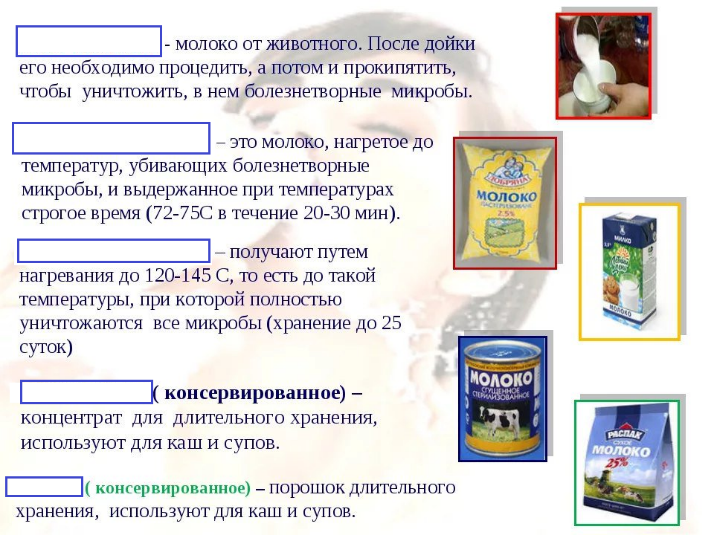 - молоко от животного. После дойки
его необходимо процедить, а потом и прокипятить,
чтобы уничтожить, в нем болезнетворные микробы.
– это молоко, нагретое до
температур, убивающих болезнетворные
микробы, и выдержанное при температурах
строгое время (72-75С в течение 20-30 мин).
– получают путем
нагревания до 120-145 С, то есть до такой
температуры, при которой полностью
уничтожаются все микробы (хранение до 25
суток)
( консервированное) –
концентрат для длительного хранения,
используют для каш и супов.
( консервированное) – порошок длительного
хранения, используют для каш и супов.
МОЛОКО
2.5%
МИЛКО
МОЛОКО
МОЛОКО
СГУЩЕННОЕ
СТЕРИЛИЗОВАННОЕ
РАСПАК
СУХОЕ
МОЛОКО
25%